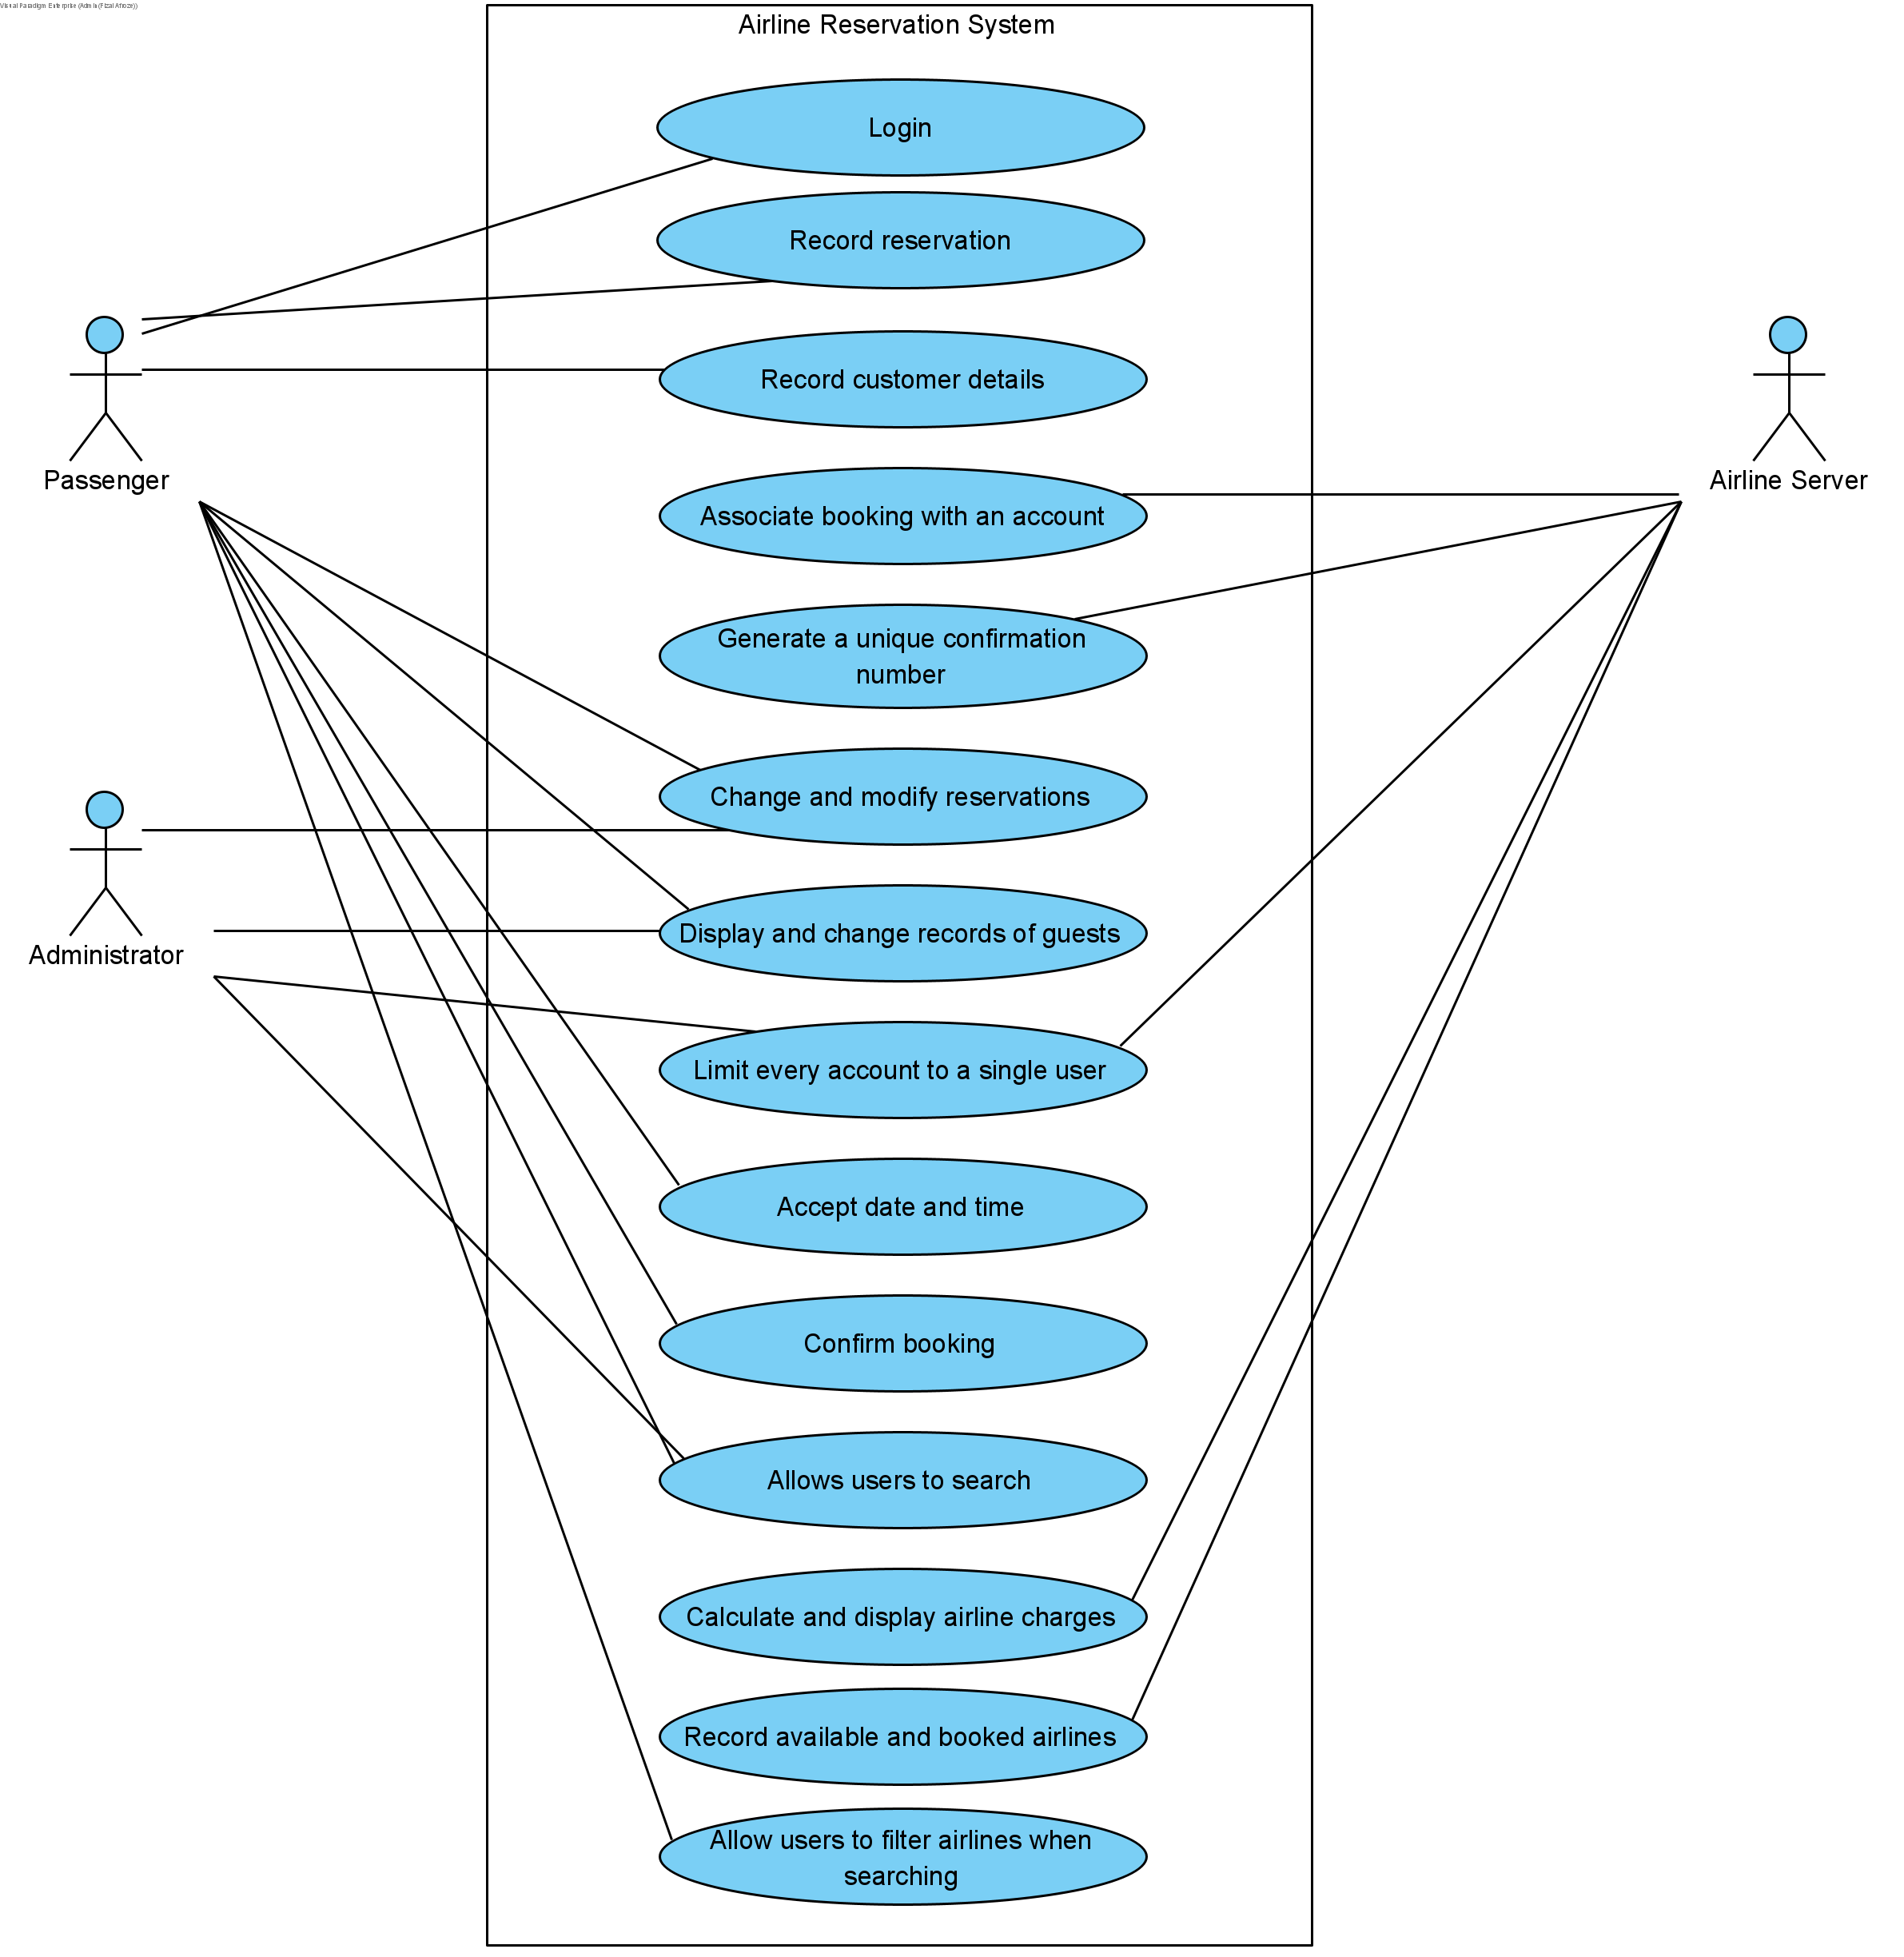 Visual Paradigm Enterprise (Admin(Fizal Afroze))
Airline Reservation System
Login
Record reservation
Record customer details
Passenger
Airline Server
Associate booking with an account
Generate a unique confirmation
number
Change and modify reservations
Display and change records of guests
Administrator
Limit every account to a single user
Accept date and time
Confirm booking
Allows users to search
Calculate and display airline charges
Record available and booked airlines
Allow users to filter airlines when
searching